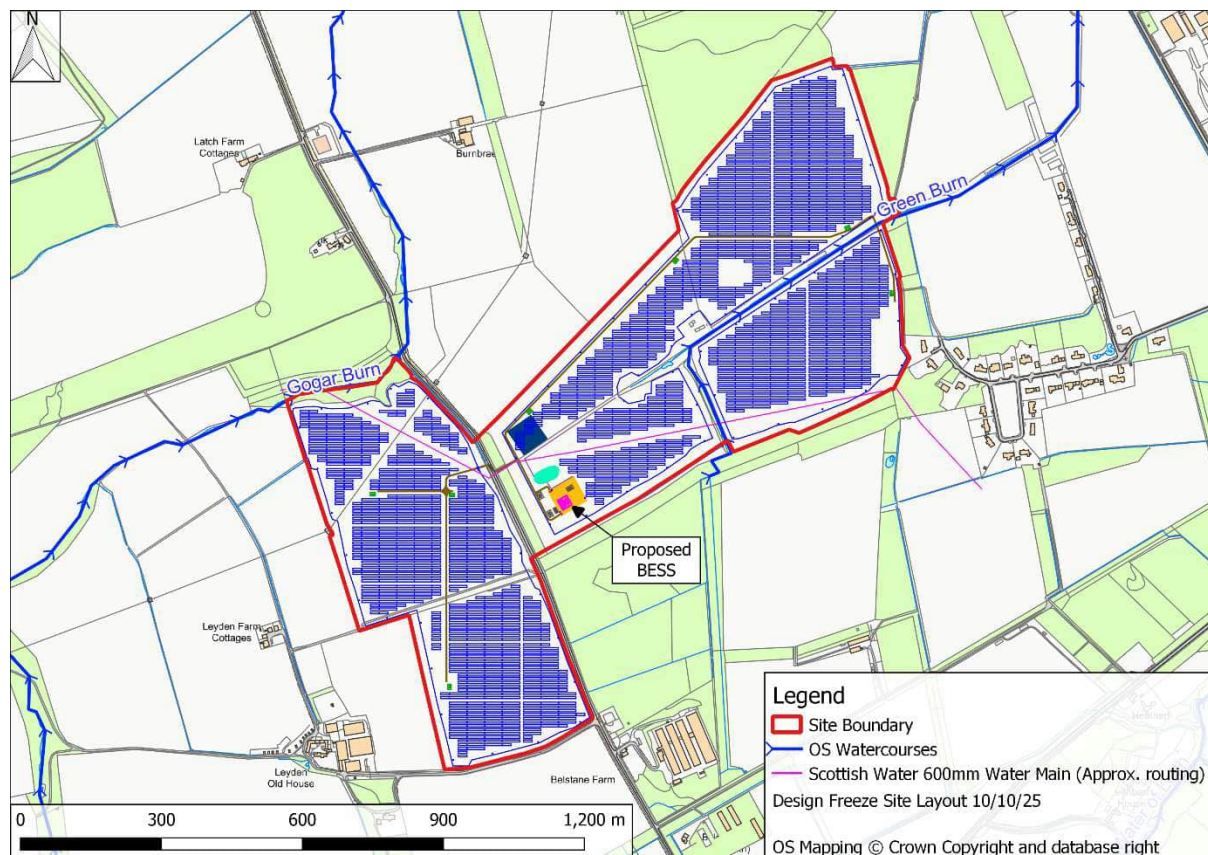 N
Latch Farm
Cottages
Burnbrae
Green Burn
Gogar Burn
Proposed
BESS
Leyden Farm
Cottages
Leyden
Old House
Belstane Farm
Legend
Site Boundary
OS Watercourses
Scottish Water 600mm Water Main (Approx. routing)
Design Freeze Site Layout 10/10/25
OS Mapping © Crown Copyright and database right
0 300 600 900 1,200 m